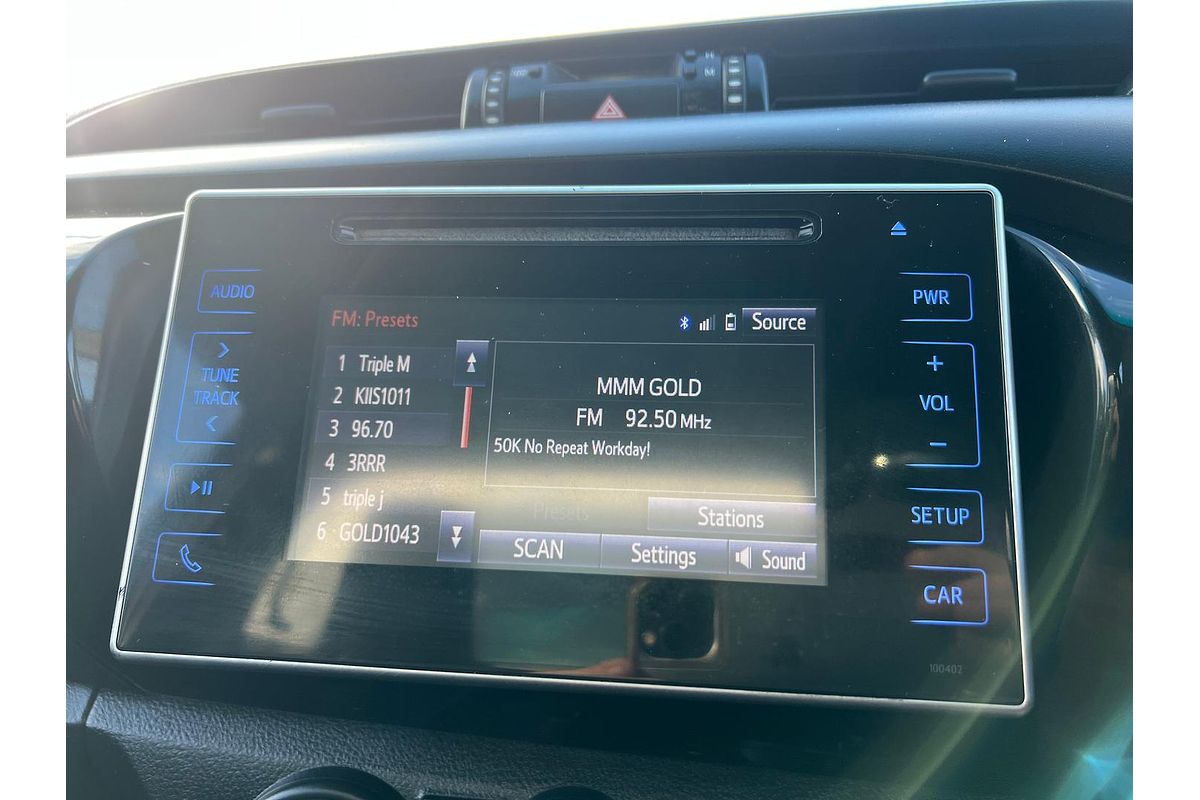 AUDIO
TUNE
TRACK
FM: Presets
Source
1 Triple M
2 KIIS1011
3 96.70
4 3RRR
5 triple j
6 GOLD1043
MMM GOLD
FM 92.50 MHz
50K No Repeat Workday!
Presets
Stations
SCAN
Settings
Sound
PWR
+
VOL
−
SETUP
CAR
100402